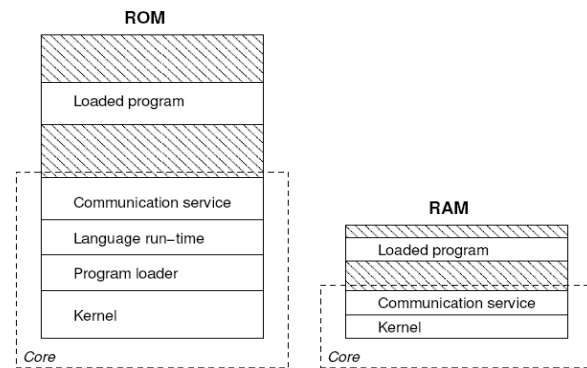 ROM
Loaded program
Communication service
Language run-time
Program loader
Kernel
Core
RAM
Loaded program
Communication service
Kernel
Core